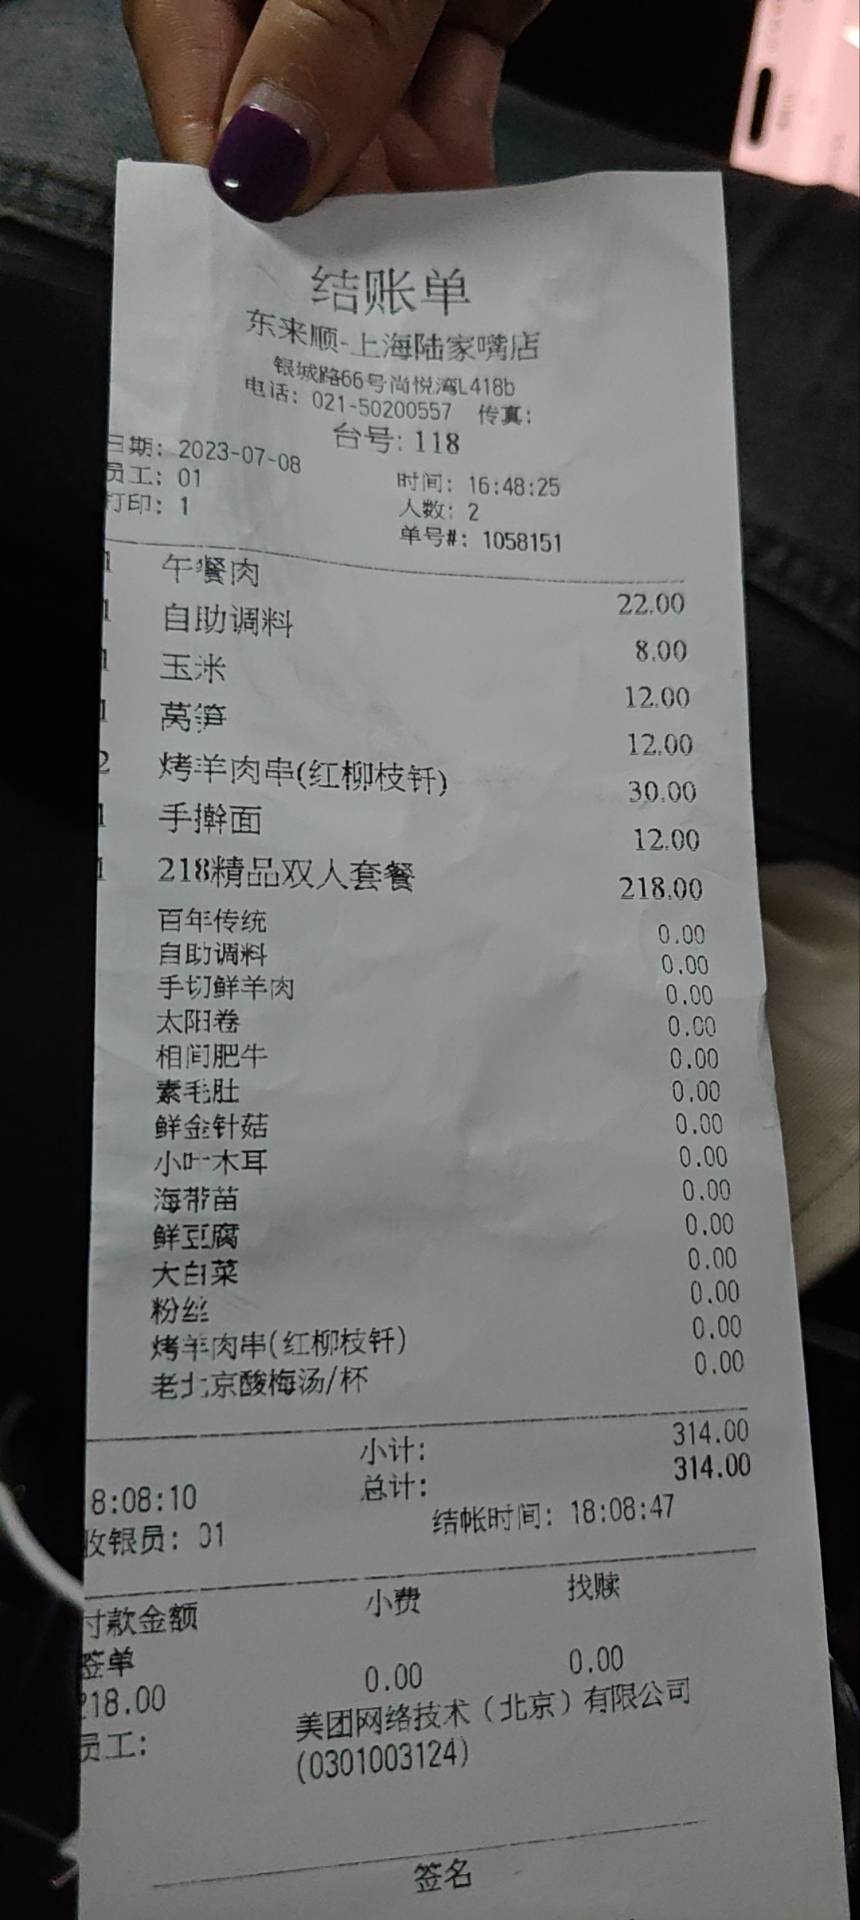 结账单
东来顺-上海陆家嘴店
银城路66号尚悦湾L418b
电话: 021-50200557 传真:
台号: 118
日期: 2023-07-08 时间: 16:48:25
员工: 01 人数: 2
打印: 1 单号#: 1058151
1 午餐肉 22.00
1 自助调料 8.00
1 玉米 12.00
1 莴笋 12.00
2 烤羊肉串(红柳枝钎) 30.00
1 手擀面 12.00
1 218精品双人套餐 218.00
百年传统 0.00
自助调料 0.00
手切鲜羊肉 0.00
太阳卷 0.00
相间肥牛 0.00
素毛肚 0.00
鲜金针菇 0.00
小叶木耳 0.00
海带苗 0.00
鲜豆腐 0.00
大白菜 0.00
粉丝 0.00
烤羊肉串(红柳枝钎) 0.00
老北京酸梅汤/杯 0.00
小计: 314.00
总计: 314.00
8:08:10
收银员: 01 结帐时间: 18:08:47
付款金额 小费 找赎
签单
218.00 0.00 0.00
员工: 美团网络技术（北京）有限公司
(0301003124)
签名